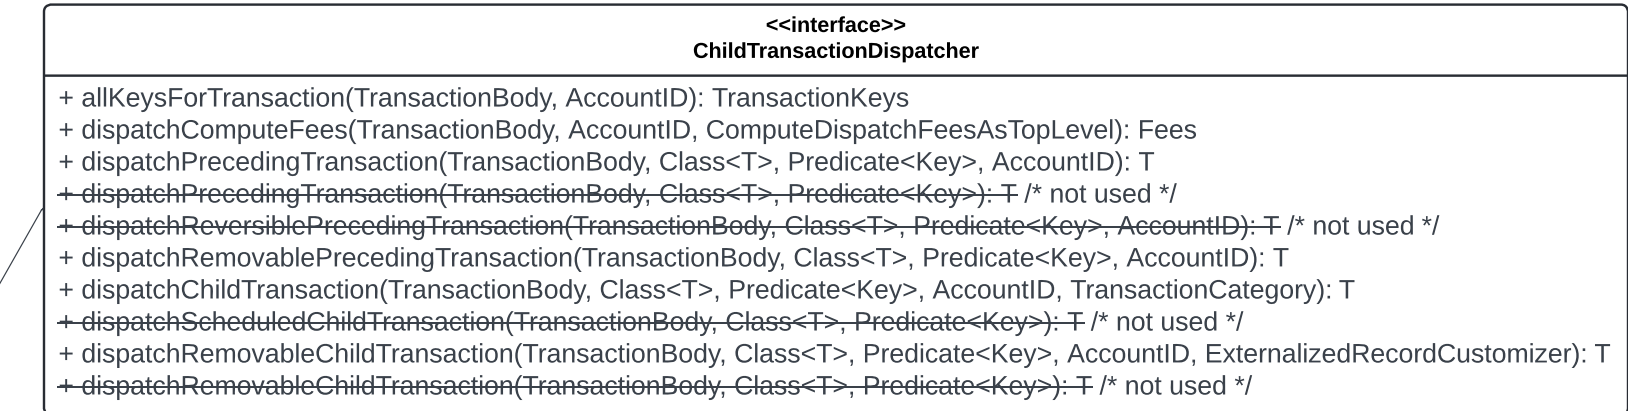 <<interface>>
ChildTransactionDispatcher
+ allKeysForTransaction(TransactionBody, AccountID): TransactionKeys
+ dispatchComputeFees(TransactionBody, AccountID, ComputeDispatchFeesAsTopLevel): Fees
+ dispatchPrecedingTransaction(TransactionBody, Class<T>, Predicate<Key>, AccountID): T
+ dispatchPrecedingTransaction(TransactionBody, Class<T>, Predicate<Key>): T /* not used */
+ dispatchReversiblePrecedingTransaction(TransactionBody, Class<T>, Predicate<Key>, AccountID): T /* not used */
+ dispatchRemovablePrecedingTransaction(TransactionBody, Class<T>, Predicate<Key>, AccountID): T
+ dispatchChildTransaction(TransactionBody, Class<T>, Predicate<Key>, AccountID, TransactionCategory): T
+ dispatchScheduledChildTransaction(TransactionBody, Class<T>, Predicate<Key>): T /* not used */
+ dispatchRemovableChildTransaction(TransactionBody, Class<T>, Predicate<Key>, AccountID, ExternalizedRecordCustomizer): T
+ dispatchRemovableChildTransaction(TransactionBody, Class<T>, Predicate<Key>): T /* not used */